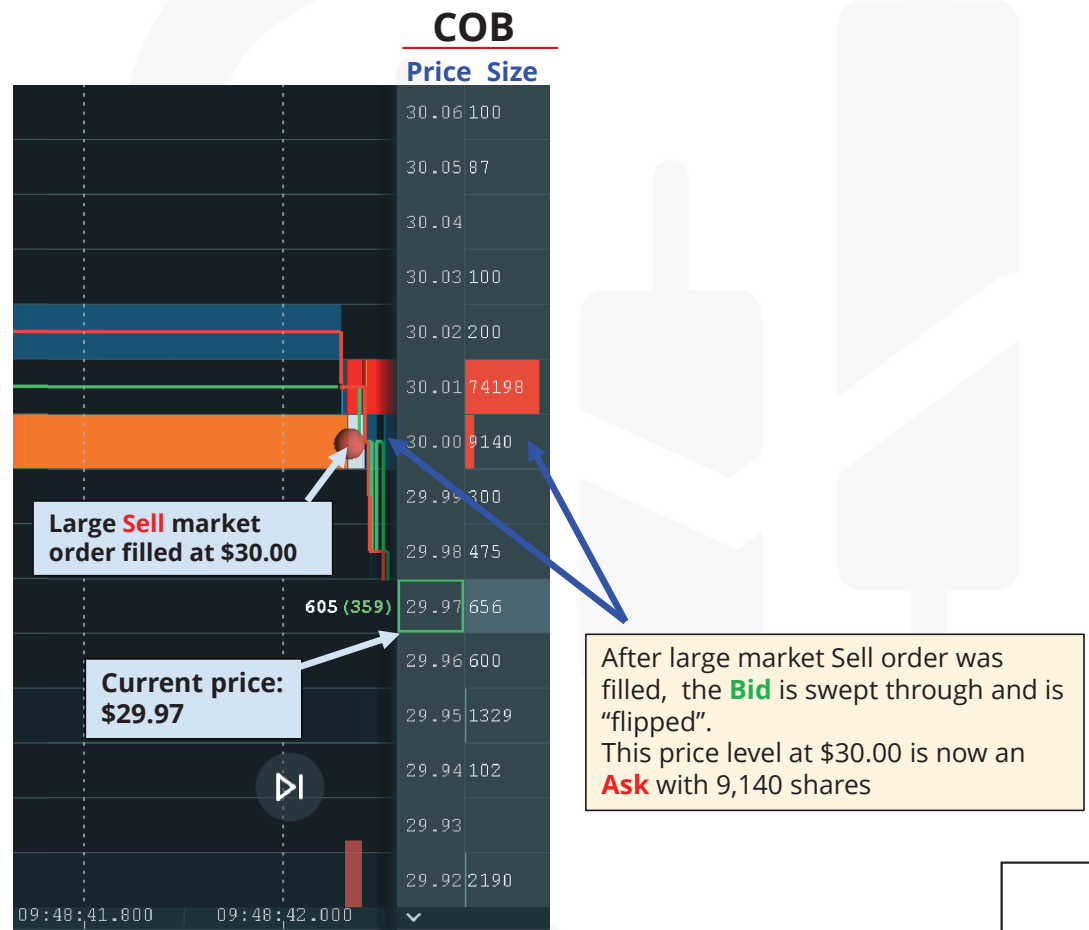 COB
Price Size
30.06 100
30.05 87
30.04
30.03 100
30.02 200
30.01 74198
30.00 9140
29.99 300
Large Sell market
order filled at $30.00
29.98 475
605 (359) 29.97 656
29.96 600
Current price:
$29.97
29.95 1329
29.94 102
29.93
29.92 2190
09:48:41.800 09:48:42.000
After large market Sell order was
filled, the Bid is swept through and is
“flipped”.
This price level at $30.00 is now an
Ask with 9,140 shares